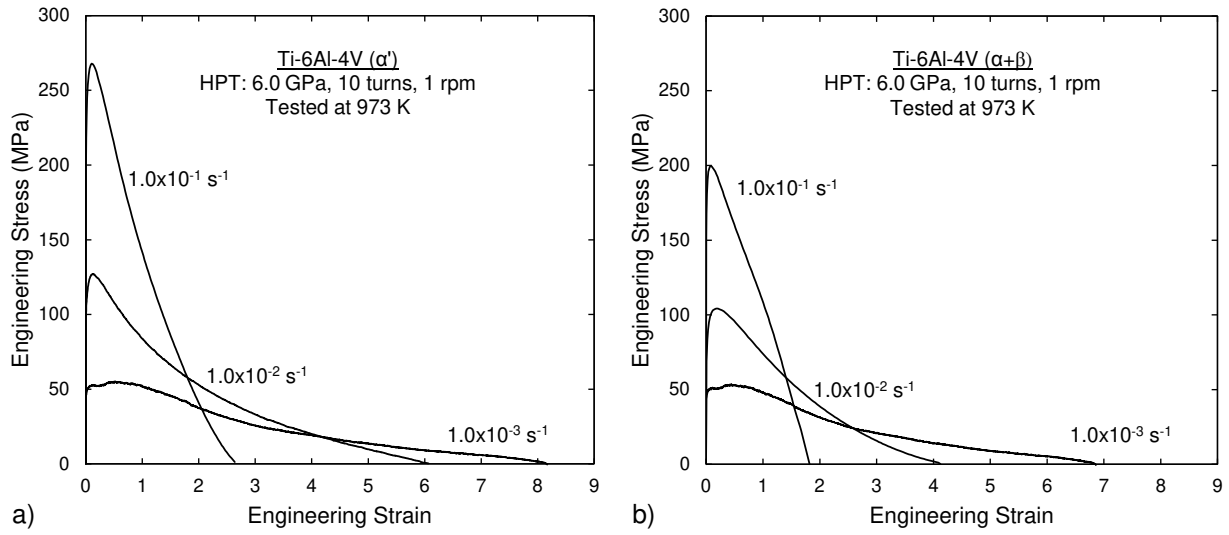 300
250
200
150
100
50
0
Engineering Stress (MPa)
Ti-6Al-4V (α')
HPT: 6.0 GPa, 10 turns, 1 rpm
Tested at 973 K
1.0x10⁻¹ s⁻¹
1.0x10⁻² s⁻¹
1.0x10⁻³ s⁻¹
0 1 2 3 4 5 6 7 8 9
Engineering Strain
a)
300
250
200
150
100
50
0
Engineering Stress (MPa)
Ti-6Al-4V (α+β)
HPT: 6.0 GPa, 10 turns, 1 rpm
Tested at 973 K
1.0x10⁻¹ s⁻¹
1.0x10⁻² s⁻¹
1.0x10⁻³ s⁻¹
0 1 2 3 4 5 6 7 8 9
Engineering Strain
b)